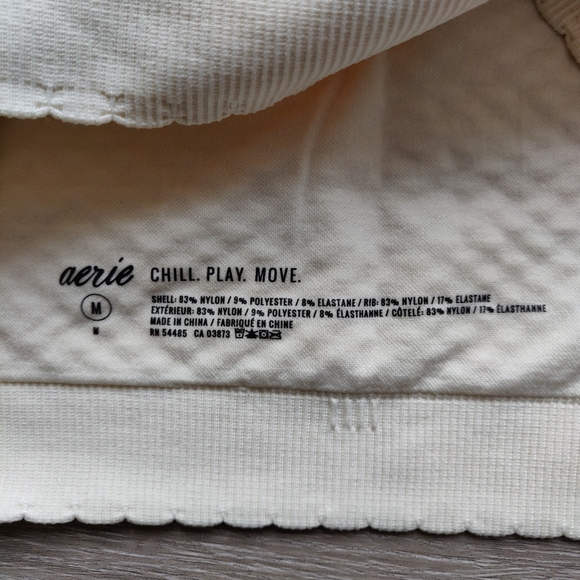 aerie CHILL. PLAY. MOVE.
M
M
SHELL: 83% NYLON / 9% POLYESTER / 8% ELASTANE / RIB: 83% NYLON / 17% ELASTANE
EXTÉRIEUR: 83% NYLON / 9% POLYESTER / 8% ÉLASTHANNE / CÔTELÉ: 83% NYLON / 17% ÉLASTHANNE
MADE IN CHINA / FABRIQUÉ EN CHINE
RN 54485 CA 03873